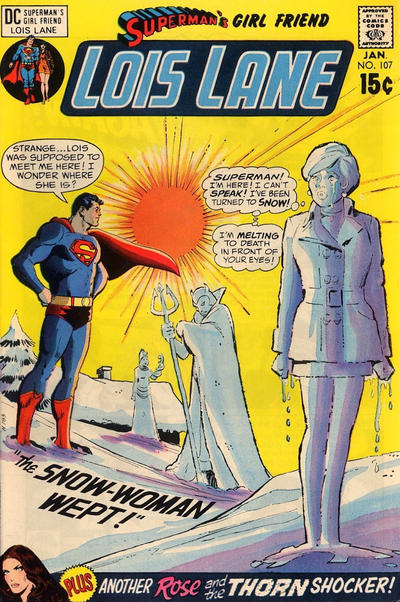 DC
SUPERMAN'S
GIRL FRIEND
LOIS LANE
SUPERMAN'S GIRL FRIEND
LOIS LANE
APPROVED
BY THE
COMICS
CODE
AUTHORITY
JAN.
NO. 107
15¢
STRANGE...LOIS
WAS SUPPOSED TO
MEET ME HERE! I
WONDER WHERE
SHE IS?
SUPERMAN!
I'M HERE! I CAN'T
SPEAK! I'VE BEEN
TURNED TO SNOW!
I'M MELTING
TO DEATH
IN FRONT OF
YOUR EYES!
"the
SNOW-WOMAN
WEPT!"
PLUS ANOTHER Rose and the THORN SHOCKER!